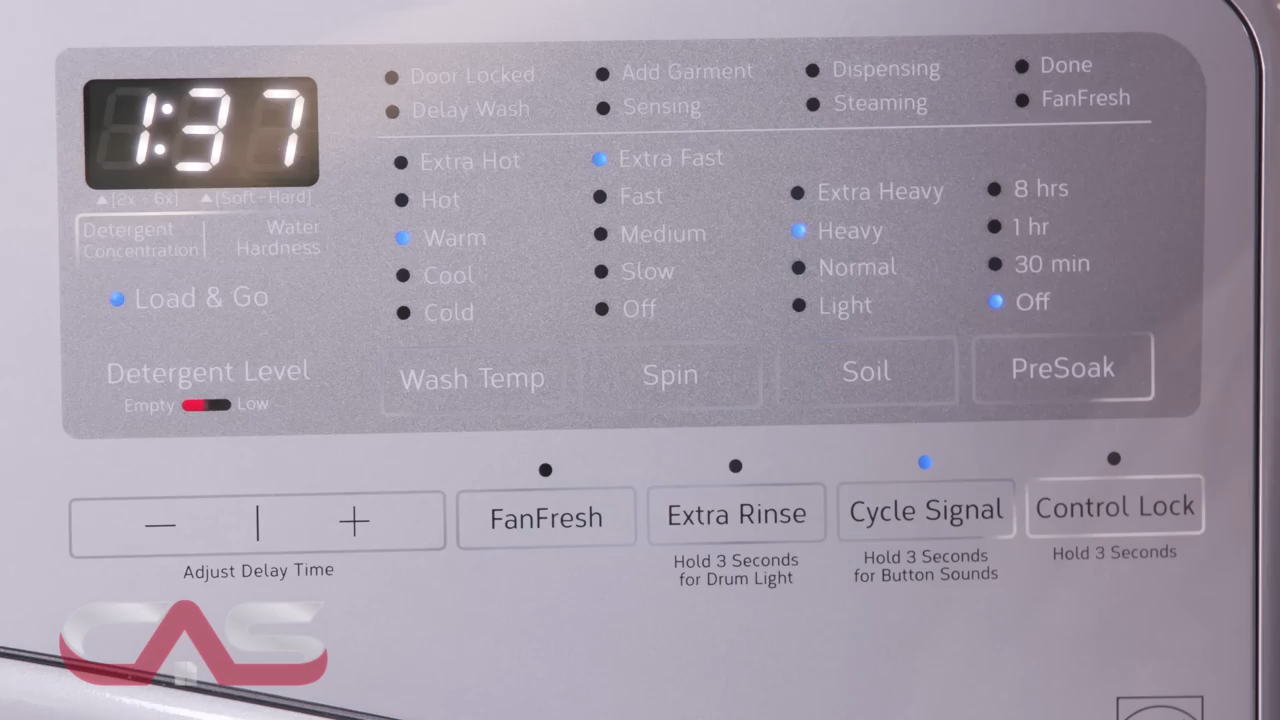 1:37
▲[2x - 6x] ▲[Soft-Hard]
Detergent Concentration
Water Hardness
Load & Go
Detergent Level
Empty Low
Door Locked
Delay Wash
Add Garment
Sensing
Dispensing
Steaming
Done
FanFresh
Extra Hot
Hot
Warm
Cool
Cold
Wash Temp
Extra Fast
Fast
Medium
Slow
Off
Spin
Extra Heavy
Heavy
Normal
Light
Soil
8 hrs
1 hr
30 min
Off
PreSoak
— | +
Adjust Delay Time
FanFresh
Extra Rinse
Hold 3 Seconds
for Drum Light
Cycle Signal
Hold 3 Seconds
for Button Sounds
Control Lock
Hold 3 Seconds
CAS